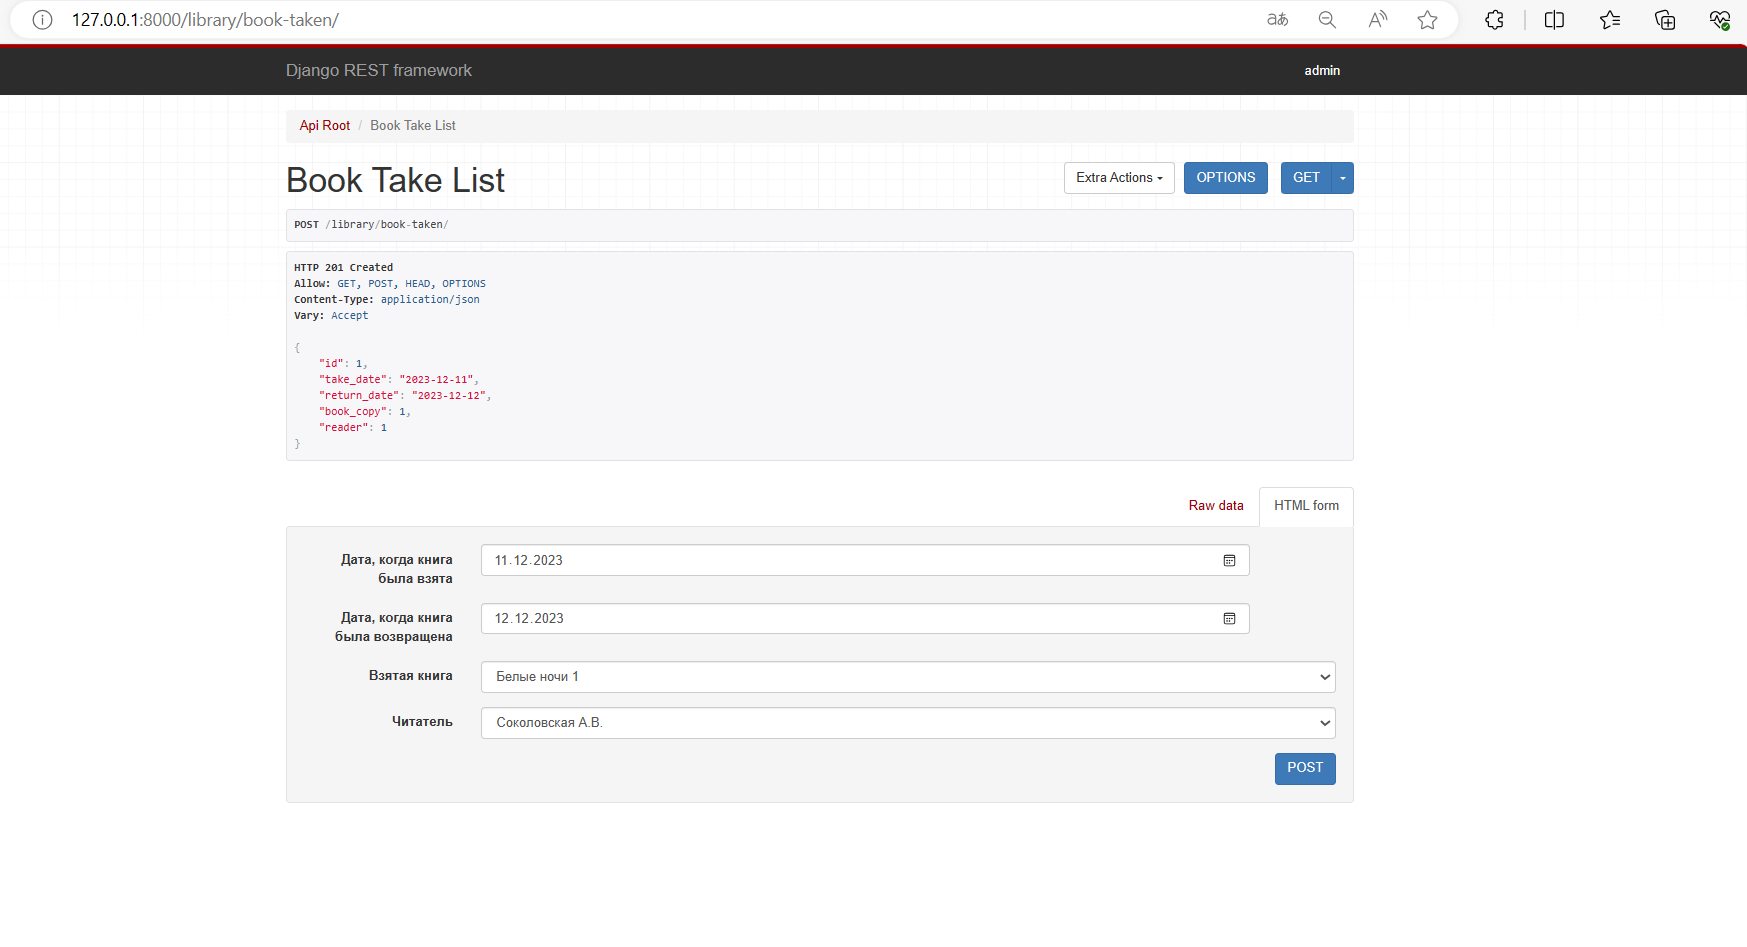 127.0.0.1:8000/library/book-taken/
Django REST framework
admin
Api Root / Book Take List
Book Take List
Extra Actions
OPTIONS
GET
POST /library/book-taken/
HTTP 201 Created
Allow: GET, POST, HEAD, OPTIONS
Content-Type: application/json
Vary: Accept
{
"id": 1,
"take_date": "2023-12-11",
"return_date": "2023-12-12",
"book_copy": 1,
"reader": 1
}
Raw data
HTML form
Дата, когда книга
была взята
11.12.2023
Дата, когда книга
была возвращена
12.12.2023
Взятая книга
Белые ночи 1
Читатель
Соколовская А.В.
POST